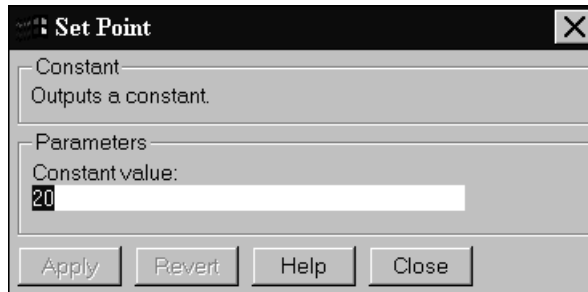 Set Point
Constant
Outputs a constant.
Parameters
Constant value:
20
Apply Revert Help Close